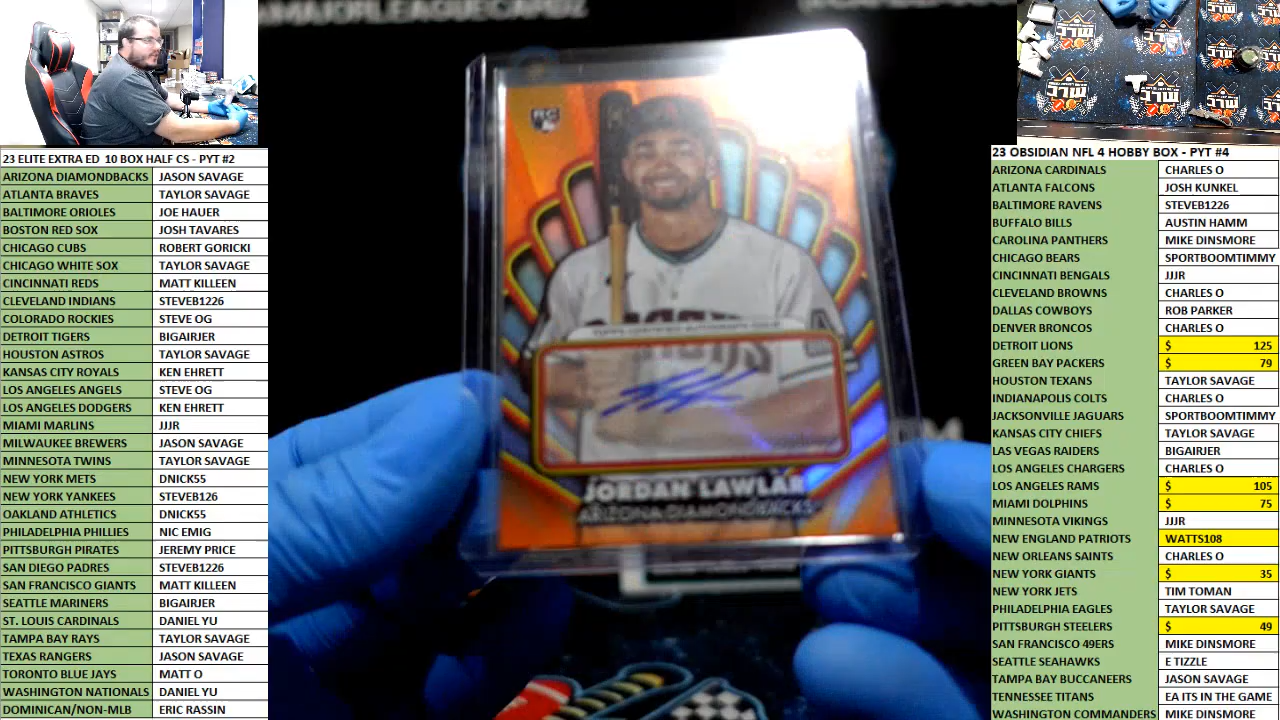 AMAJORLEAGUECARDZ
23 ELITE EXTRA ED 10 BOX HALF CS - PYT #2
ARIZONA DIAMONDBACKS JASON SAVAGE
ATLANTA BRAVES TAYLOR SAVAGE
BALTIMORE ORIOLES JOE HAUER
BOSTON RED SOX JOSH TAVARES
CHICAGO CUBS ROBERT GORICKI
CHICAGO WHITE SOX TAYLOR SAVAGE
CINCINNATI REDS MATT KILLEEN
CLEVELAND INDIANS STEVEB1226
COLORADO ROCKIES STEVE OG
DETROIT TIGERS BIGAIRJER
HOUSTON ASTROS TAYLOR SAVAGE
KANSAS CITY ROYALS KEN EHRETT
LOS ANGELES ANGELS STEVE OG
LOS ANGELES DODGERS KEN EHRETT
MIAMI MARLINS JJJR
MILWAUKEE BREWERS JASON SAVAGE
MINNESOTA TWINS TAYLOR SAVAGE
NEW YORK METS DNICK55
NEW YORK YANKEES STEVEB126
OAKLAND ATHLETICS DNICK55
PHILADELPHIA PHILLIES NIC EMIG
PITTSBURGH PIRATES JEREMY PRICE
SAN DIEGO PADRES STEVEB1226
SAN FRANCISCO GIANTS MATT KILLEEN
SEATTLE MARINERS BIGAIRJER
ST. LOUIS CARDINALS DANIEL YU
TAMPA BAY RAYS TAYLOR SAVAGE
TEXAS RANGERS JASON SAVAGE
TORONTO BLUE JAYS MATT O
WASHINGTON NATIONALS DANIEL YU
DOMINICAN/NON-MLB ERIC RASSIN
RC
TOPPS CERTIFIED AUTOGRAPH ISSUE
JORDAN LAWLAR
ARIZONA DIAMONDBACKS
MLC
23 OBSIDIAN NFL 4 HOBBY BOX - PYT #4
ARIZONA CARDINALS CHARLES O
ATLANTA FALCONS JOSH KUNKEL
BALTIMORE RAVENS STEVEB1226
BUFFALO BILLS AUSTIN HAMM
CAROLINA PANTHERS MIKE DINSMORE
CHICAGO BEARS SPORTBOOMTIMMY
CINCINNATI BENGALS JJJR
CLEVELAND BROWNS CHARLES O
DALLAS COWBOYS ROB PARKER
DENVER BRONCOS CHARLES O
DETROIT LIONS $ 125
GREEN BAY PACKERS $ 79
HOUSTON TEXANS TAYLOR SAVAGE
INDIANAPOLIS COLTS CHARLES O
JACKSONVILLE JAGUARS SPORTBOOMTIMMY
KANSAS CITY CHIEFS TAYLOR SAVAGE
LAS VEGAS RAIDERS BIGAIRJER
LOS ANGELES CHARGERS CHARLES O
LOS ANGELES RAMS $ 105
MIAMI DOLPHINS $ 75
MINNESOTA VIKINGS JJJR
NEW ENGLAND PATRIOTS WATTS108
NEW ORLEANS SAINTS CHARLES O
NEW YORK GIANTS $ 35
NEW YORK JETS TIM TOMAN
PHILADELPHIA EAGLES TAYLOR SAVAGE
PITTSBURGH STEELERS $ 49
SAN FRANCISCO 49ERS MIKE DINSMORE
SEATTLE SEAHAWKS E TIZZLE
TAMPA BAY BUCCANEERS JASON SAVAGE
TENNESSEE TITANS EA ITS IN THE GAME
WASHINGTON COMMANDERS MIKE DINSMORE